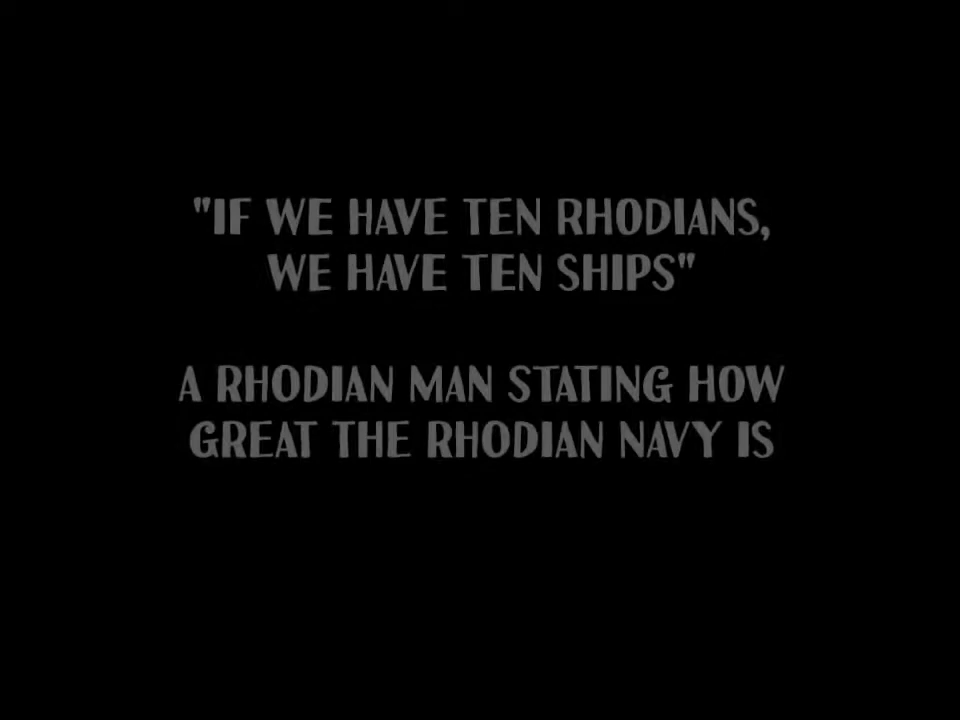 "IF WE HAVE TEN RHODIANS,
WE HAVE TEN SHIPS"
A RHODIAN MAN STATING HOW
GREAT THE RHODIAN NAVY IS